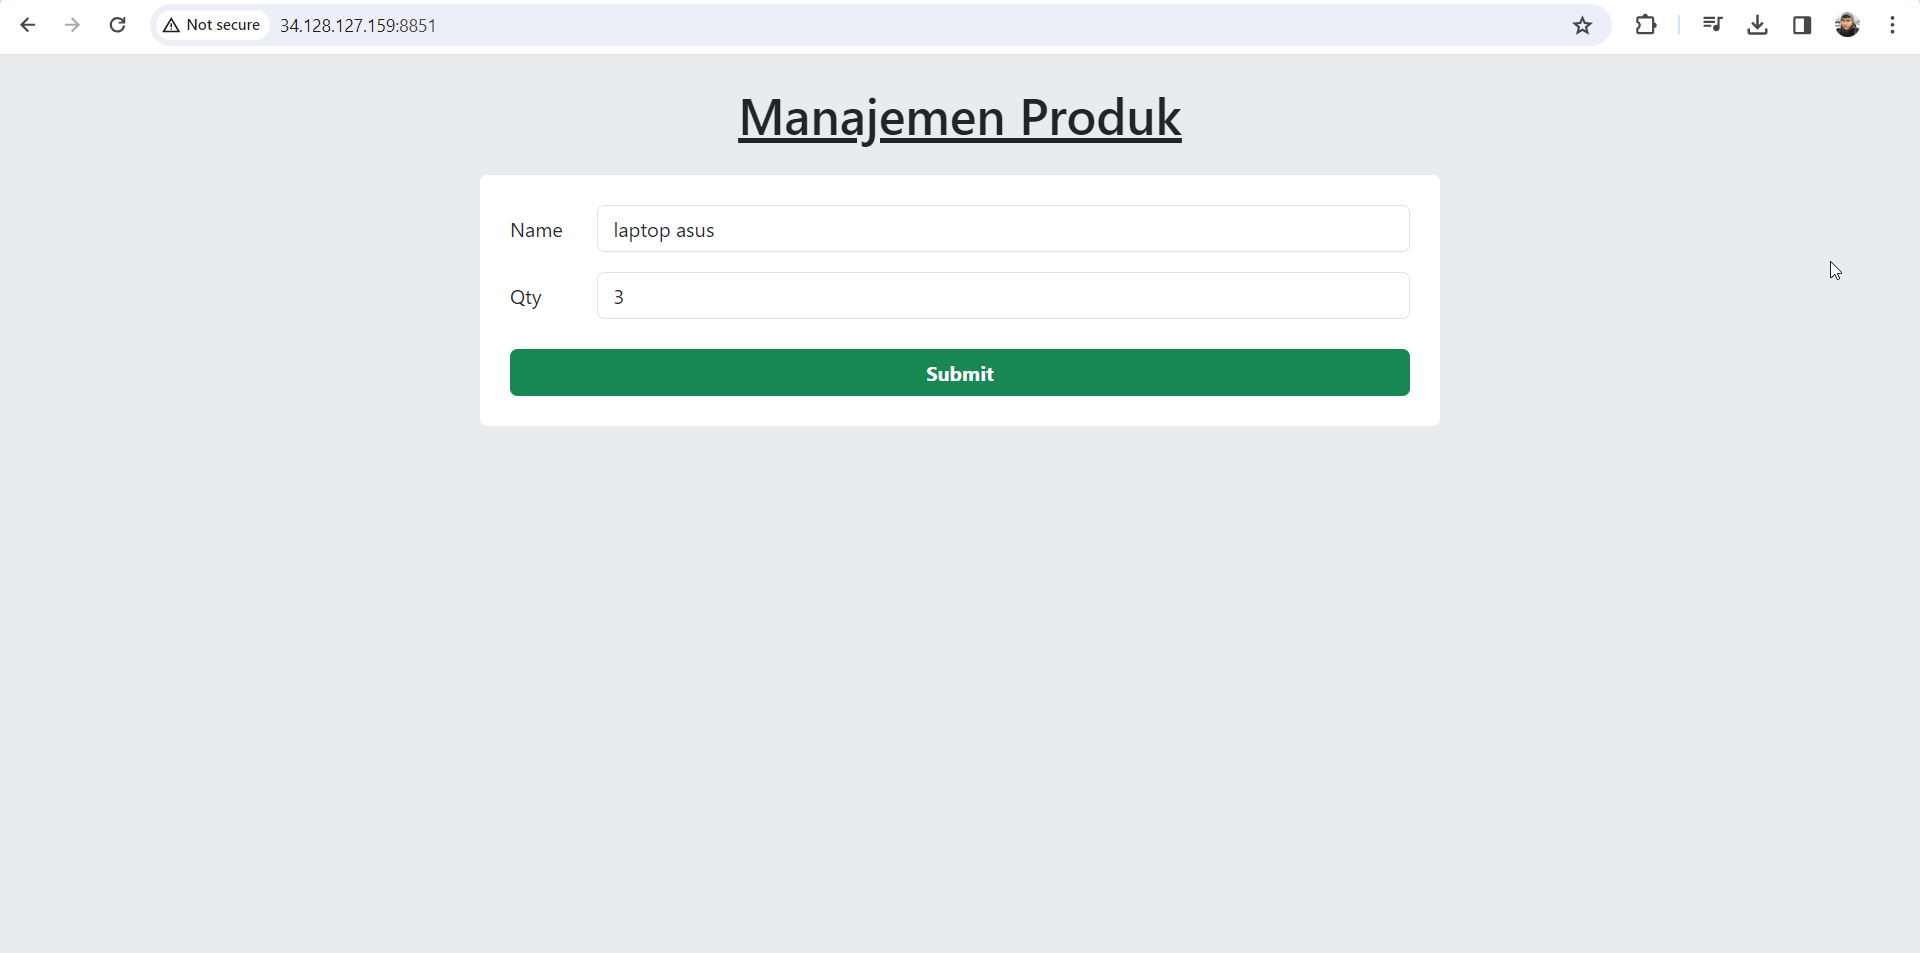 Not secure 34.128.127.159:8851
Manajemen Produk
Name laptop asus
Qty 3
Submit